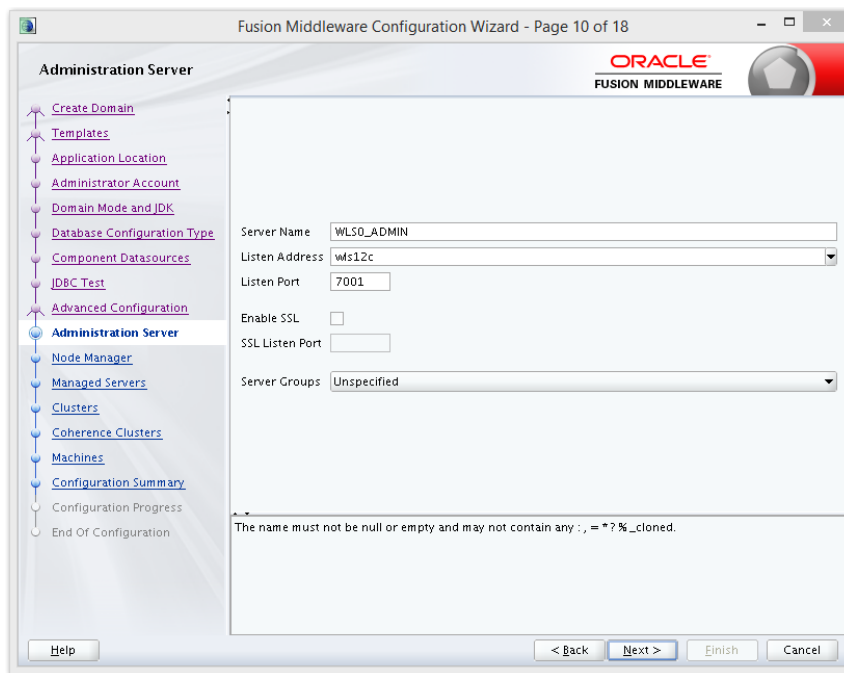 Fusion Middleware Configuration Wizard - Page 10 of 18
Administration Server
ORACLE
FUSION MIDDLEWARE
Create Domain
Templates
Application Location
Administrator Account
Domain Mode and JDK
Database Configuration Type
Component Datasources
JDBC Test
Advanced Configuration
Administration Server
Node Manager
Managed Servers
Clusters
Coherence Clusters
Machines
Configuration Summary
Configuration Progress
End Of Configuration
Server Name WLS0_ADMIN
Listen Address wls12c
Listen Port 7001
Enable SSL
SSL Listen Port
Server Groups Unspecified
The name must not be null or empty and may not contain any : , = * ? % _cloned.
Help
< Back
Next >
Finish
Cancel